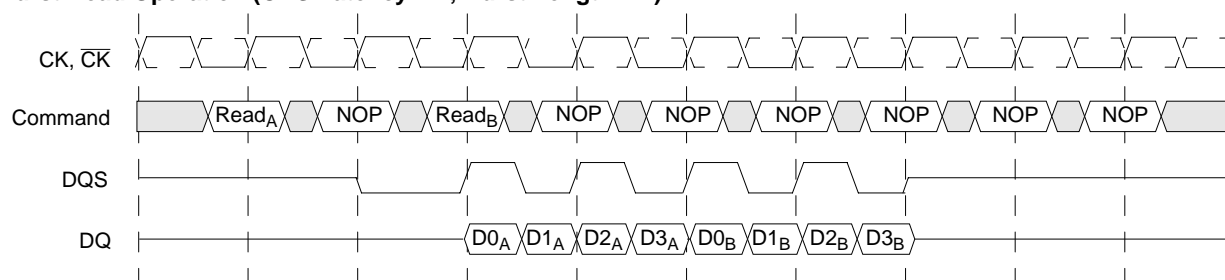 CK, CK
Command Read_A NOP Read_B NOP NOP NOP NOP NOP NOP
DQS
DQ D0_A D1_A D2_A D3_A D0_B D1_B D2_B D3_B